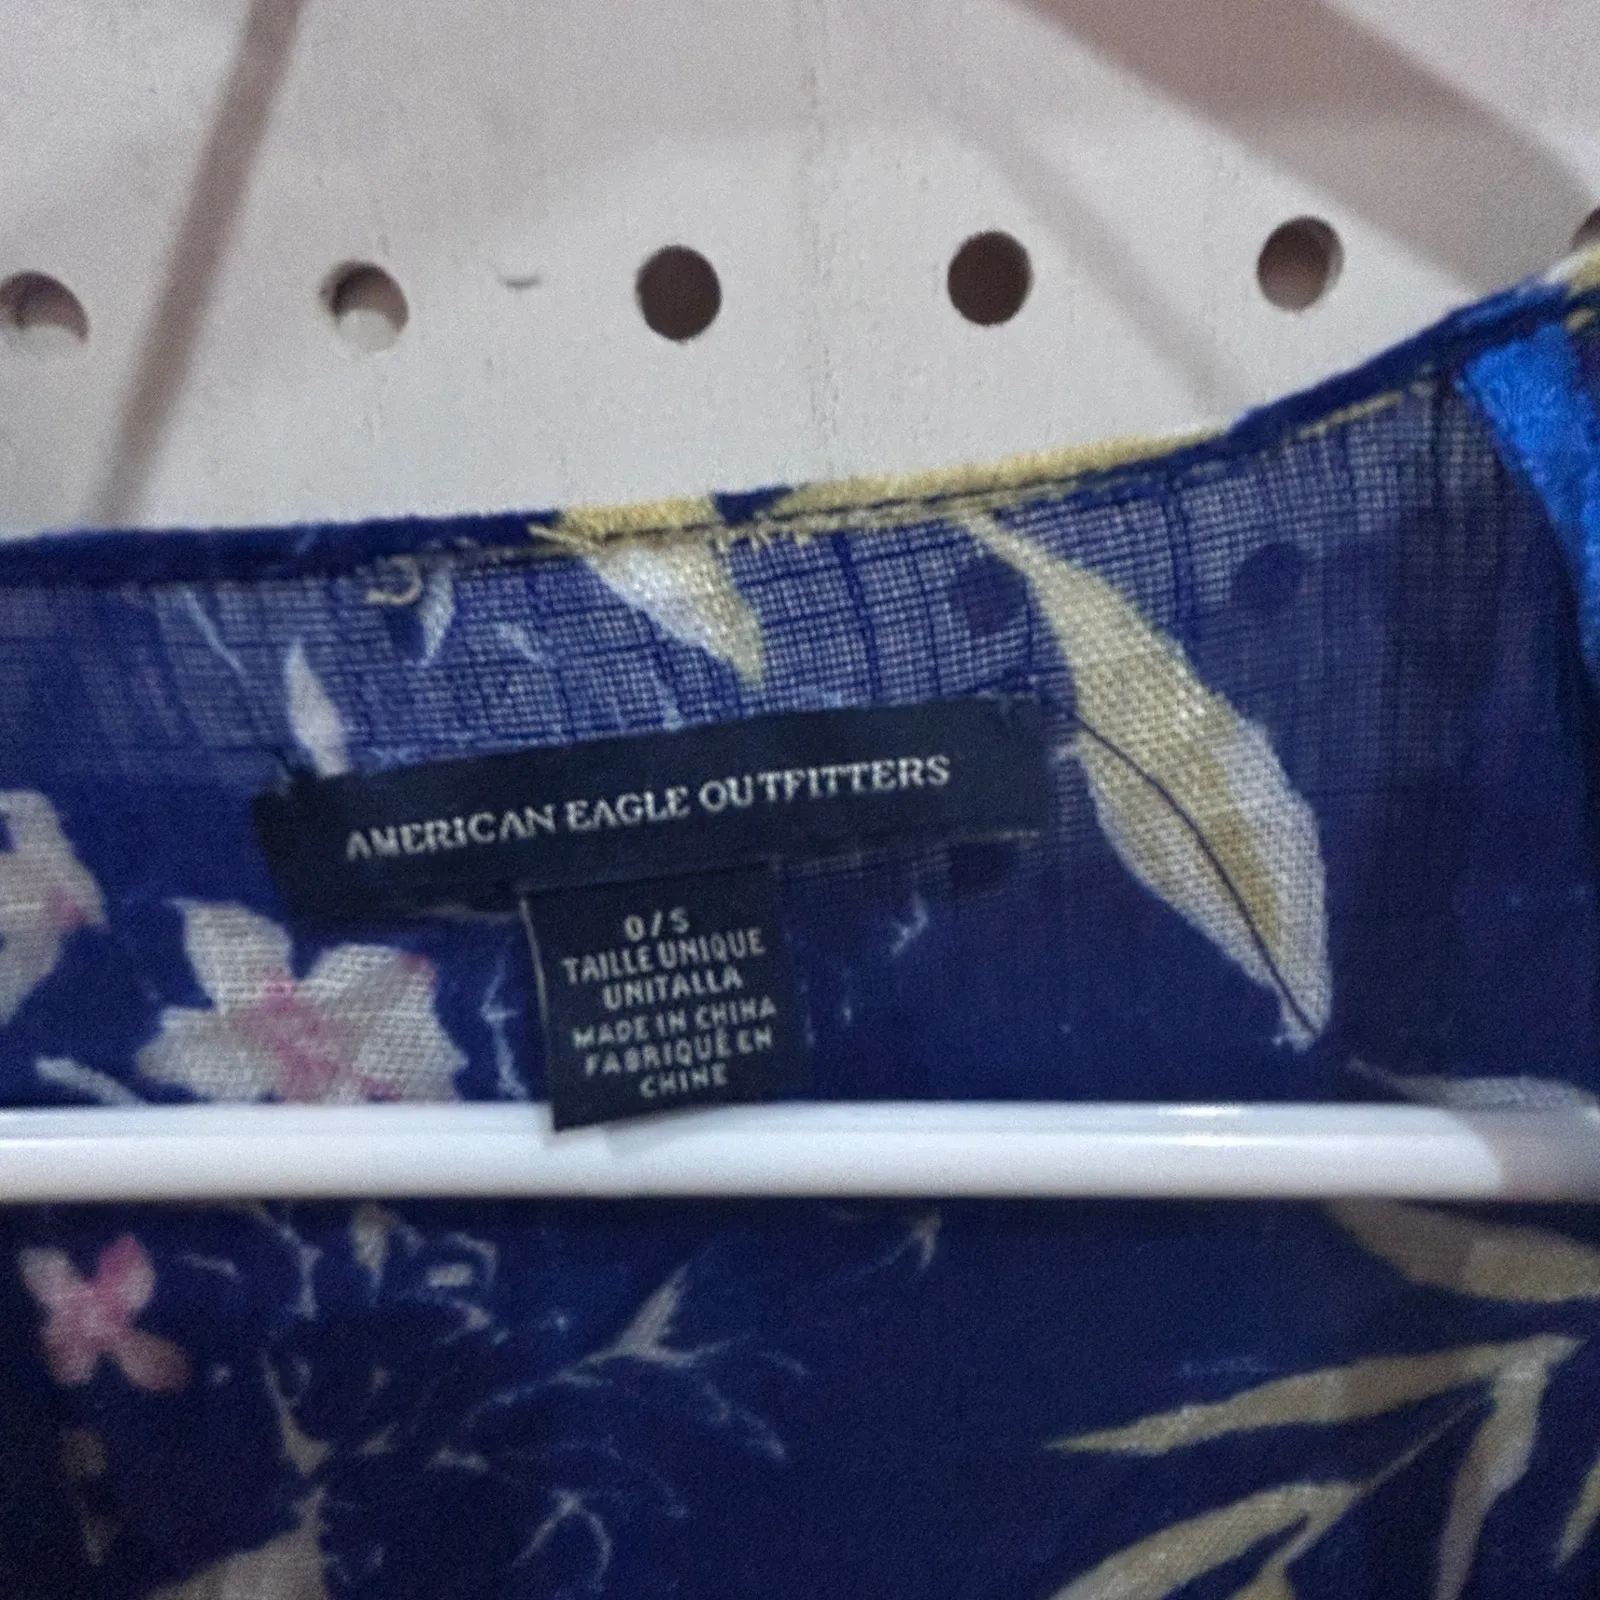 AMERICAN EAGLE OUTFITTERS
O/S
TAILLE UNIQUE
UNITALLA
MADE IN CHINA
FABRIQUÉ EN
CHINE